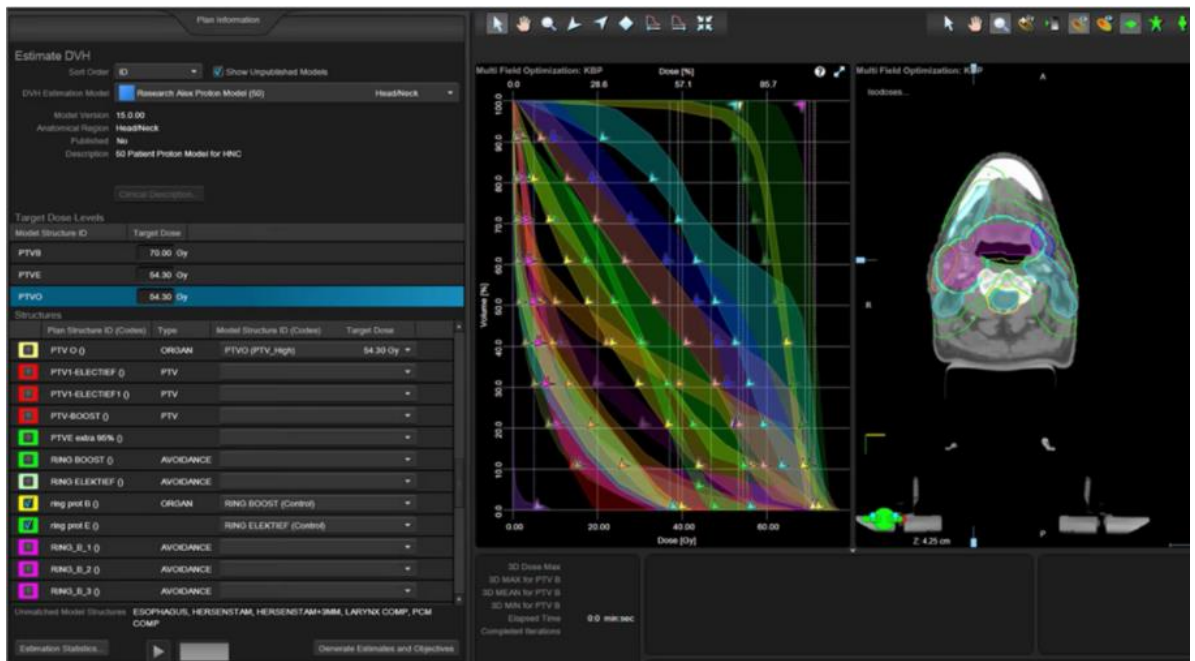 Plan Information
Estimate DVH
Sort Order ID Show Unpublished Models
DVH Estimation Model Research Alex Proton Model (50) Head/Neck
Model Version 15.0.00
Anatomical Region Head/Neck
Published No
Description 50 Patient Proton Model for HNC
Clinical Description...
Target Dose Levels
Model Structure ID Target Dose
PTVB 70.00 Gy
PTVE 54.30 Gy
PTVO 54.30 Gy
Structures
Plan Structure ID (Codes) Type Model Structure ID (Codes) Target Dose
PTV O () ORGAN PTVO (PTV_High) 54.30 Gy
PTV1-ELECTIEF () PTV
PTV1-ELECTIEF1 () PTV
PTV-BOOST () PTV
PTVE extra 95% ()
RING BOOST () AVOIDANCE
RING ELEKTIEF () AVOIDANCE
ring prot B () ORGAN RING BOOST (Control)
ring prot E () RING ELEKTIEF (Control)
RING_B_1 () AVOIDANCE
RING_B_2 () AVOIDANCE
RING_B_3 () AVOIDANCE
Unmatched Model Structures ESOPHAGUS, HERSENSTAM, HERSENSTAM+3MM, LARYNX COMP, PCM
COMP
Estimation Statistics... Generate Estimates and Objectives
Multi Field Optimization: KBP
Dose [%]
0.0 28.6 57.1 85.7
Volume [%]
100.0
90.0
80.0
70.0
60.0
50.0
40.0
30.0
20.0
10.0
0.0
0.00 20.00 40.00 60.00
Dose [Gy]
3D Dose Max
3D MAX for PTV B
3D MEAN for PTV B
3D MIN for PTV B
Elapsed Time 0:0 min:sec
Completed Iterations
Multi Field Optimization: KBP
Isodoses...
A
R
P
Z: 4.25 cm